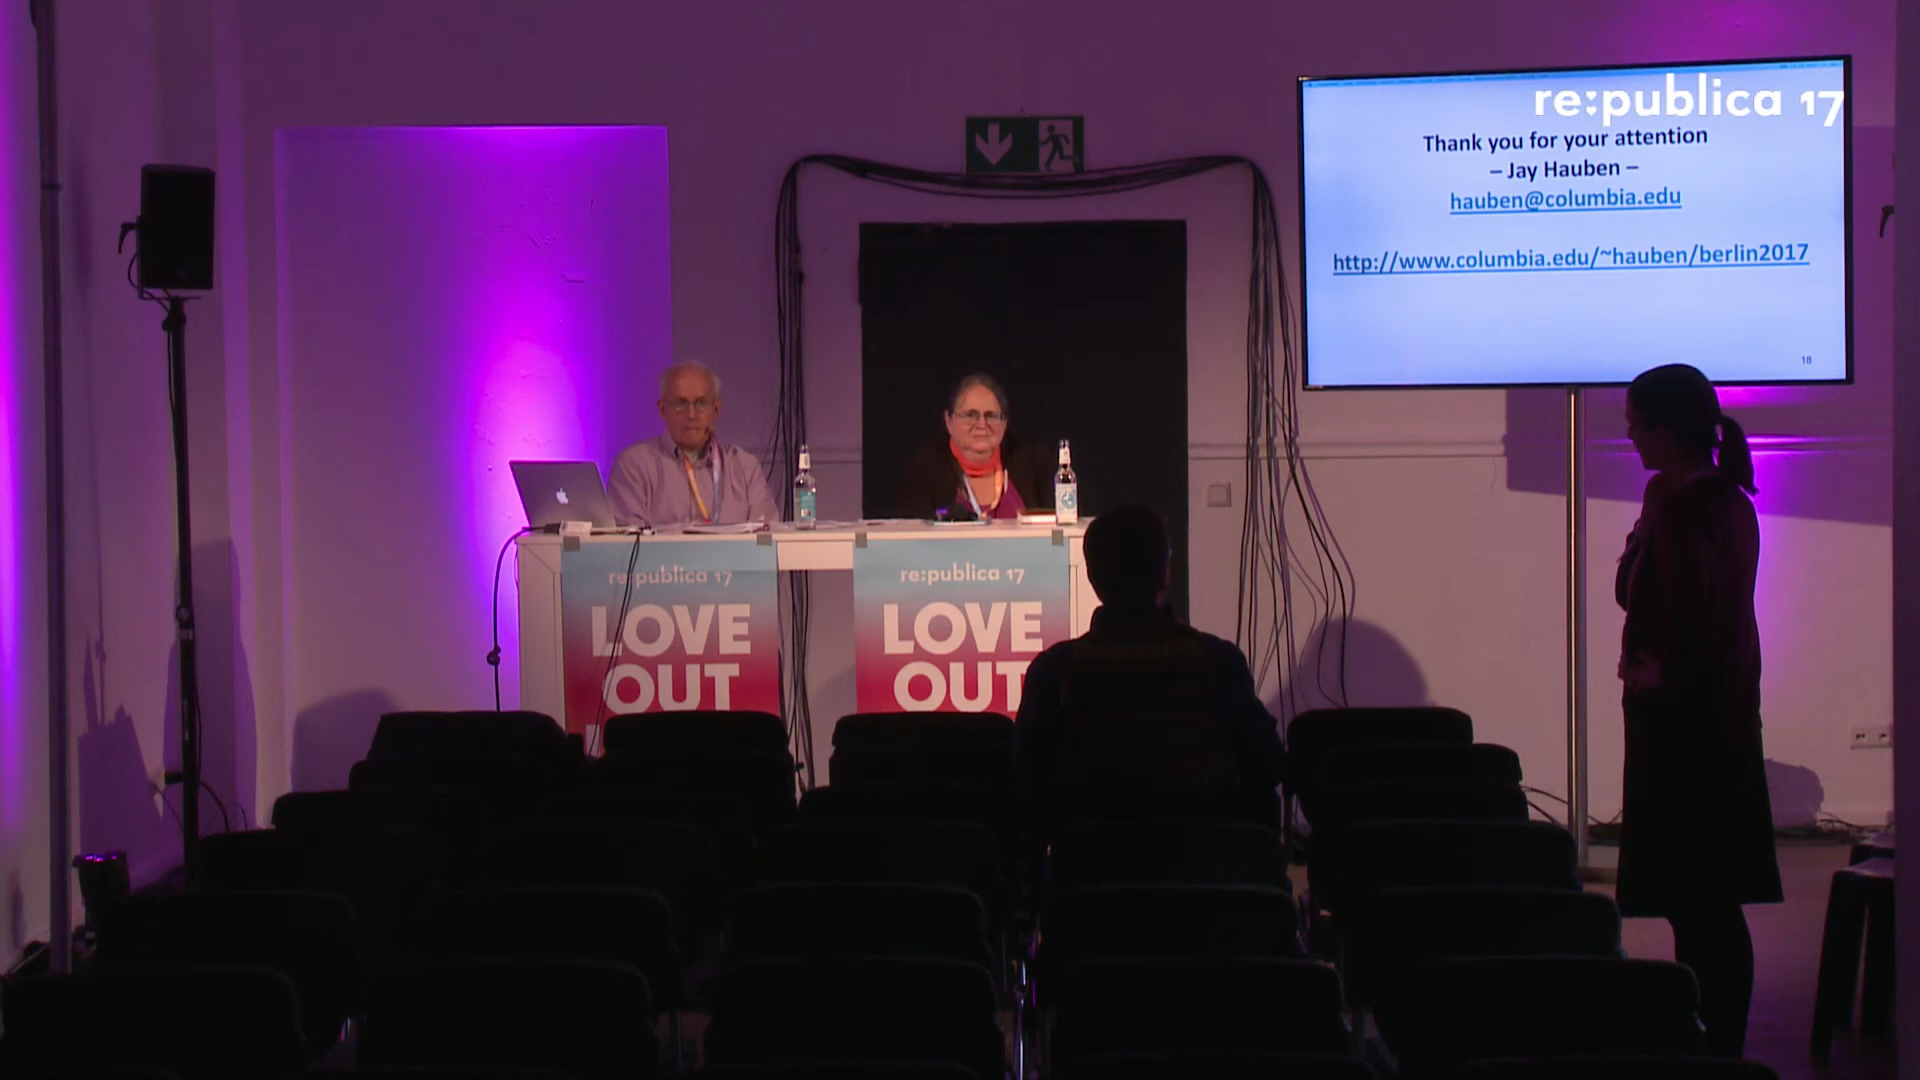 re:publica 17
Thank you for your attention
– Jay Hauben –
hauben@columbia.edu
http://www.columbia.edu/~hauben/berlin2017
18
re:publica 17
LOVE
OUT
re:publica 17
LOVE
OUT